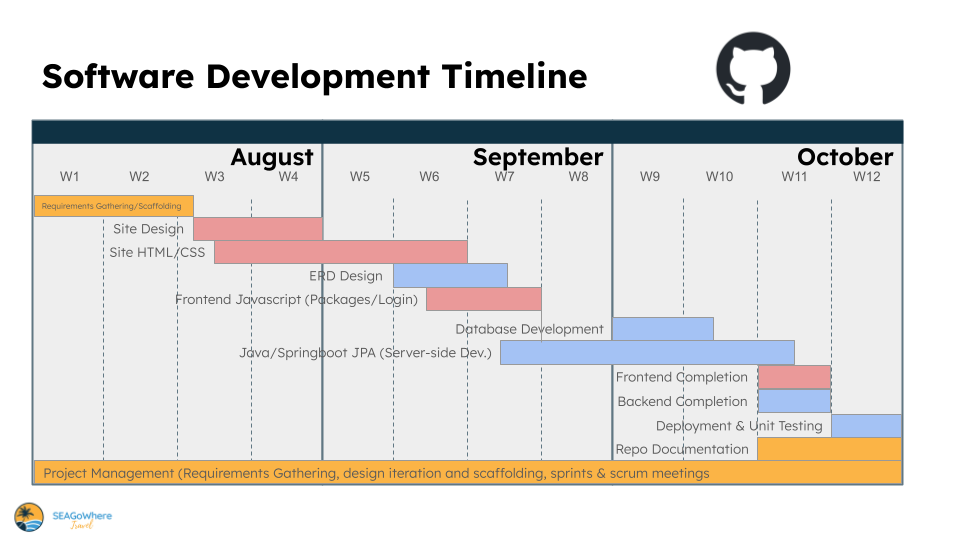 Software Development Timeline
August September October
W1 W2 W3 W4 W5 W6 W7 W8 W9 W10 W11 W12
Requirements Gathering/Scaffolding
Site Design
Site HTML/CSS
ERD Design
Frontend Javascript (Packages/Login)
Database Development
Java/Springboot JPA (Server-side Dev.)
Frontend Completion
Backend Completion
Deployment & Unit Testing
Repo Documentation
Project Management (Requirements Gathering, design iteration and scaffolding, sprints & scrum meetings
SEAGoWhere
Travel